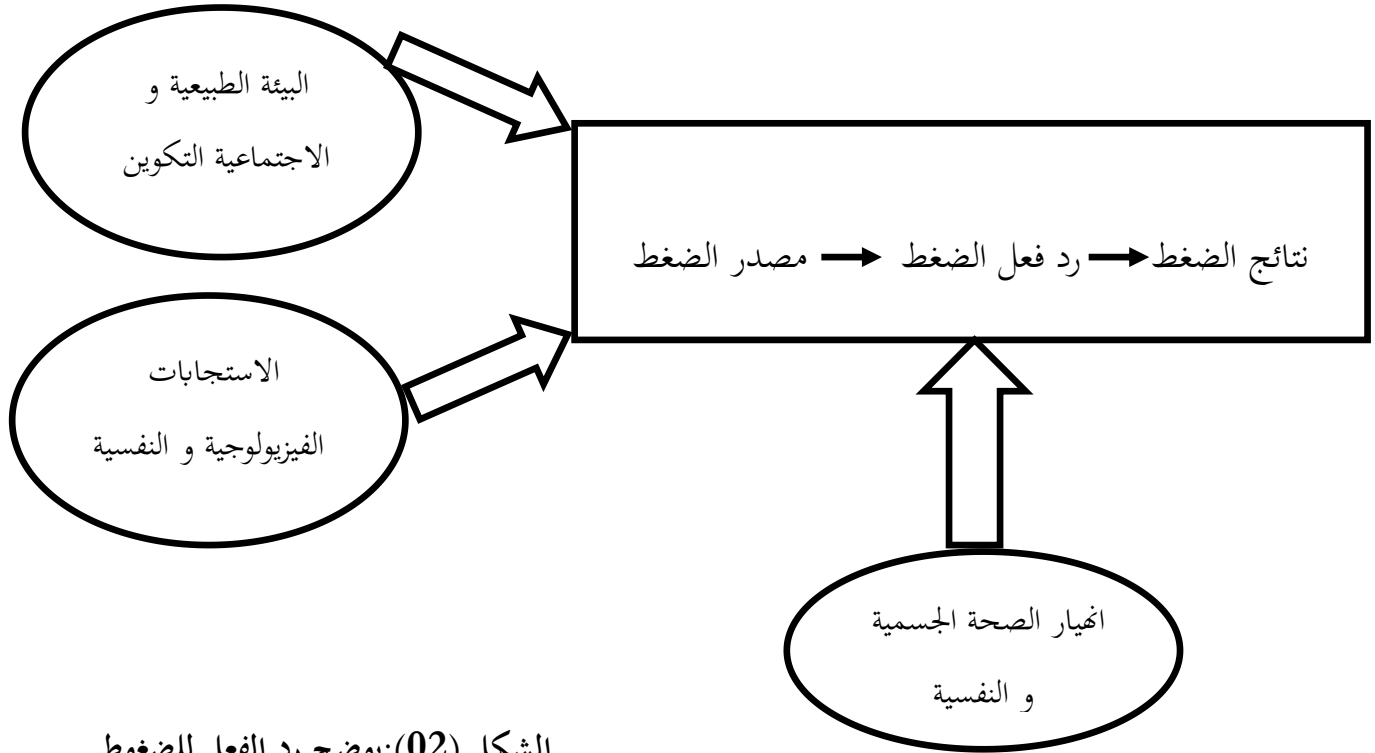 البيئة الطبيعية و
الاجتماعية التكوين
نتائج الضغط ➞ رد فعل الضغط ➞ مصدر الضغط
الاستجابات
الفيزيولوجية و النفسية
انهيار الصحة الجسمية
و النفسية
الشكل (02):يوضح رد الفعل للضغوط